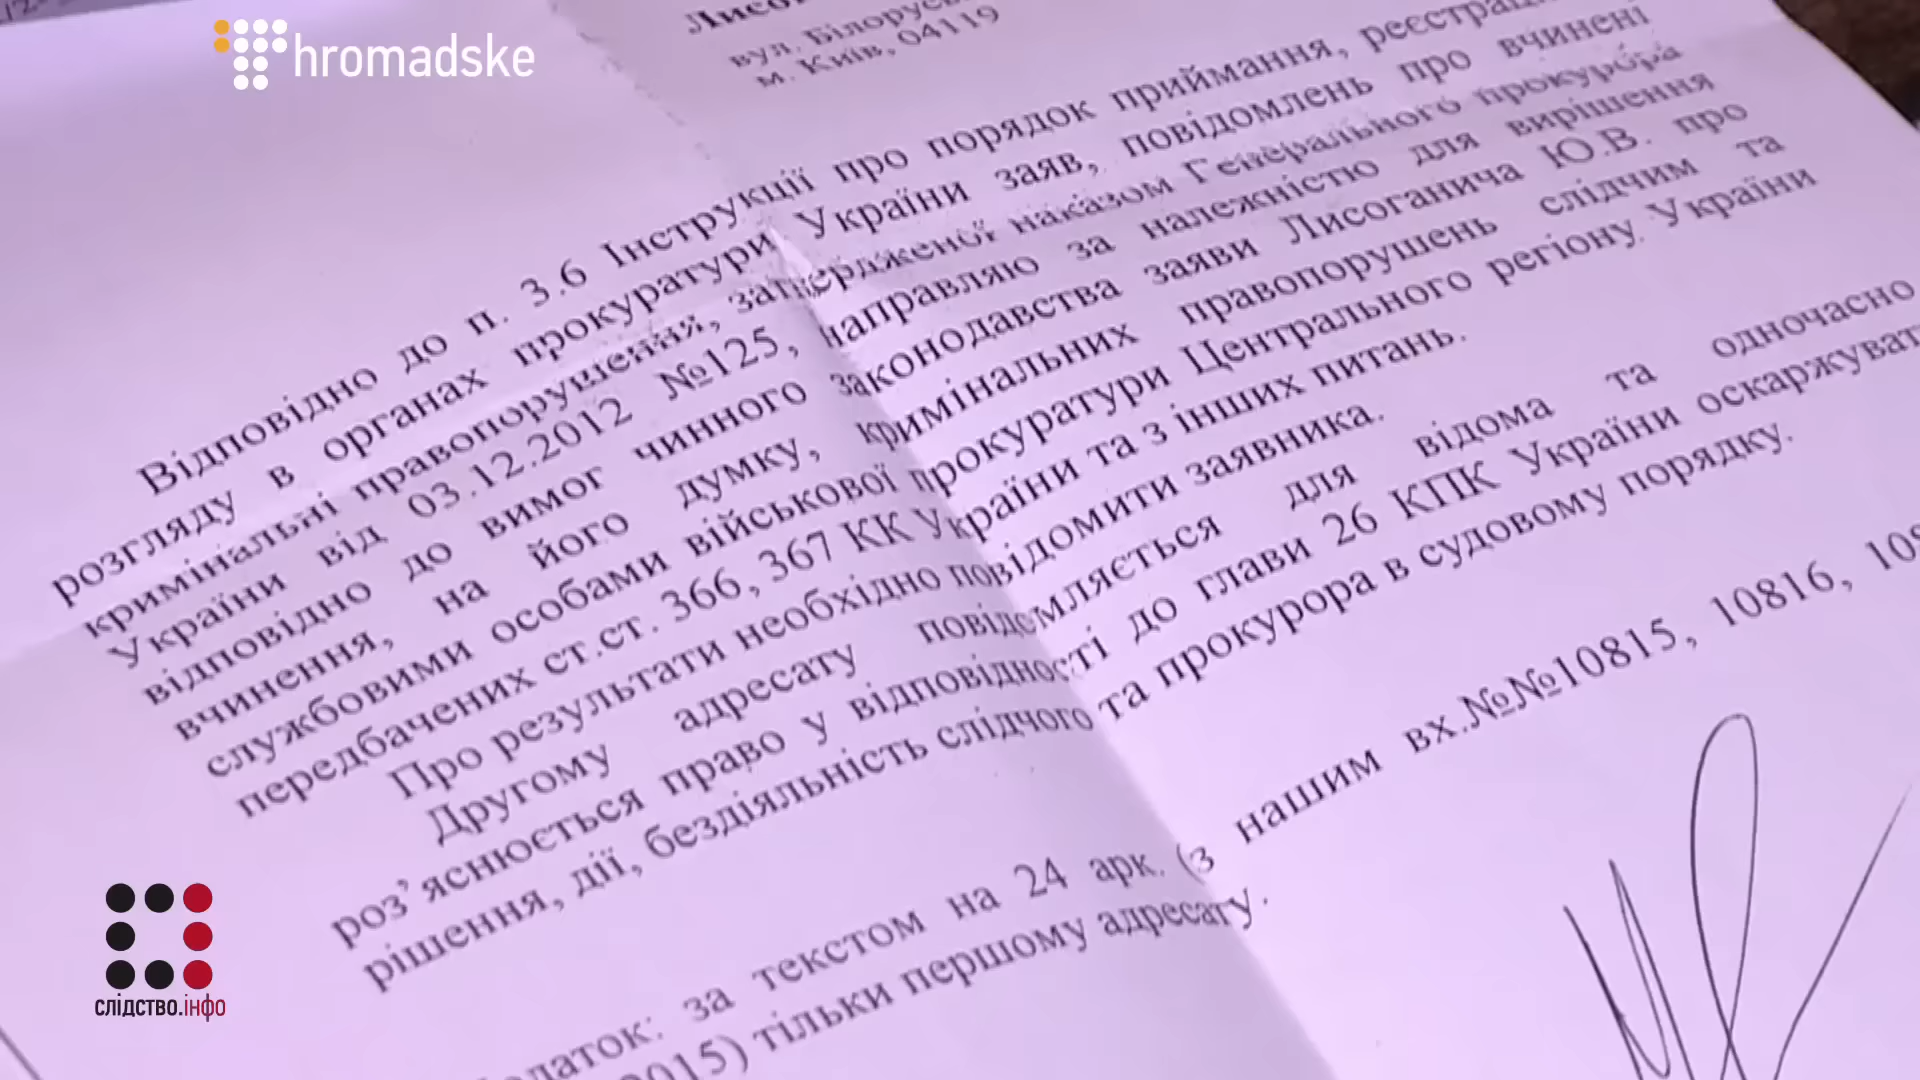 hromadske
вул. Білорусь
м. Київ, 04119
Відповідно до п. 3.6 Інструкції про порядок приймання, реєстрац
розгляду в органах прокуратури України заяв, повідомлень про вчинені
кримінальні правопорушення, затвердженої наказом Генерального прокурора
України від 03.12.2012 №125, направляю за належністю для вирішення
відповідно до вимог чинного законодавства заяви Лисоганича Ю.В. про
вчинення, на його думку, кримінальних правопорушень слідчим та
службовими особами військової прокуратури Центрального регіону України
передбачених ст.ст. 366, 367 КК України та з інших питань.
Про результати необхідно повідомити заявника.
Другому адресату повідомляється для відома та одночасно
роз’яснюється право у відповідності до глави 26 КПК України оскаржуват
рішення, дії, бездіяльність слідчого та прокурора в судовому порядку.
одаток: за текстом на 24 арк. (з нашим вх.№№10815, 10816, 108
2015) тільки першому адресату.
слідство.інфо